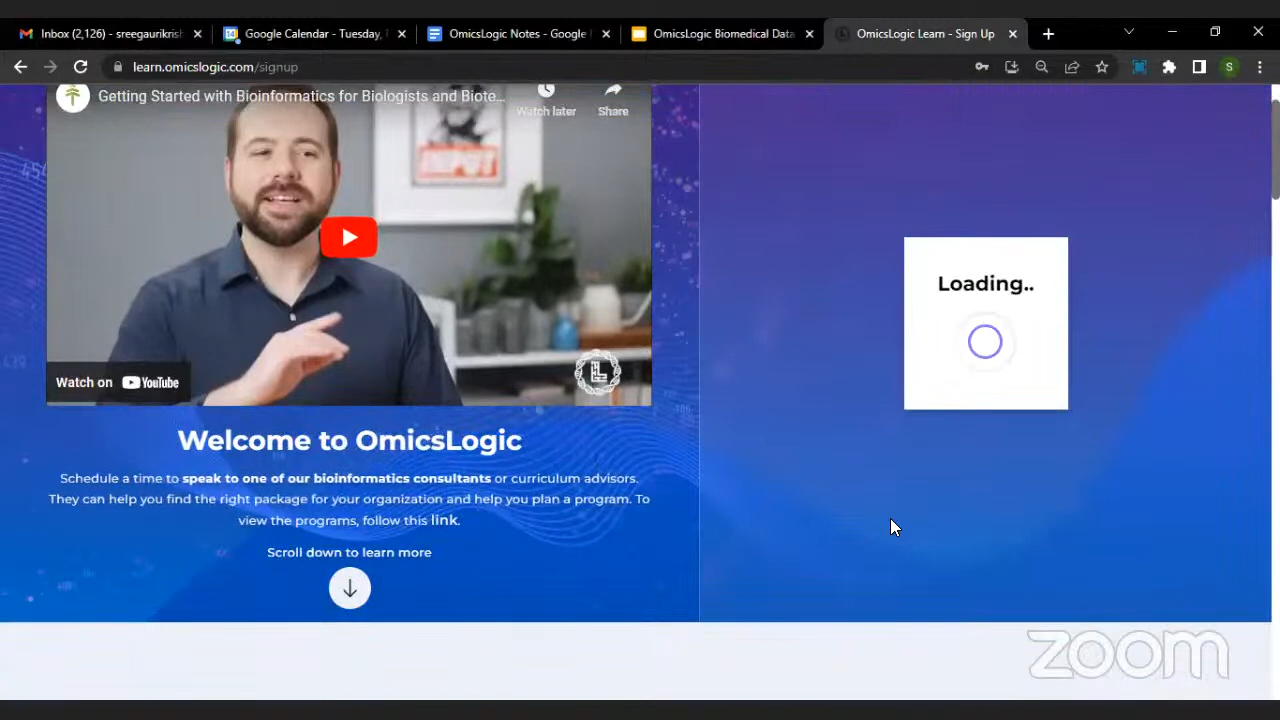 Inbox (2,126) - sreegaurikrish
Google Calendar - Tuesday,
OmicsLogic Notes - Google
OmicsLogic Biomedical Data
OmicsLogic Learn - Sign Up
learn.omicslogic.com/signup
S
Getting Started with Bioinformatics for Biologists and Biote...
Watch later
Share
INPUT
Watch on YouTube
L
Loading..
Welcome to OmicsLogic
Schedule a time to speak to one of our bioinformatics consultants or curriculum advisors.
They can help you find the right package for your organization and help you plan a program. To
view the programs, follow this link.
Scroll down to learn more
zoom